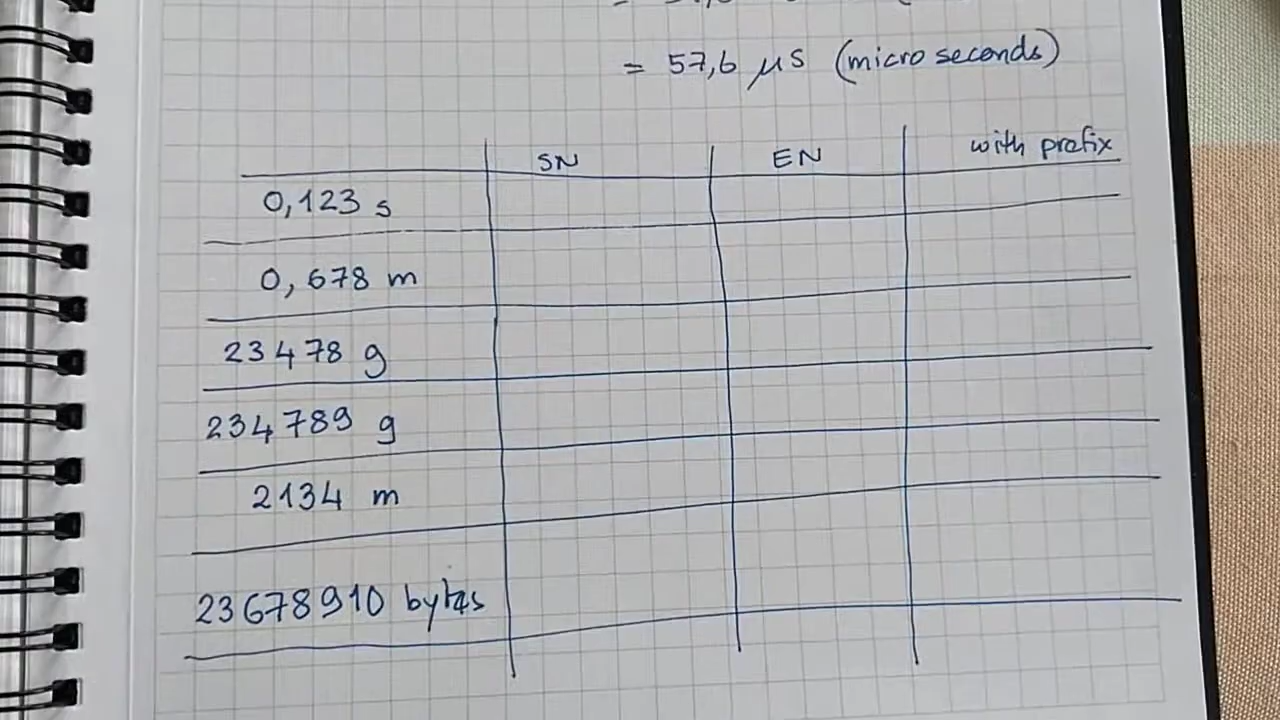 = 57,6 µs (micro seconds)
SN EN with prefix
0,123 s
0,678 m
23478 g
234789 g
2134 m
23678910 bytes